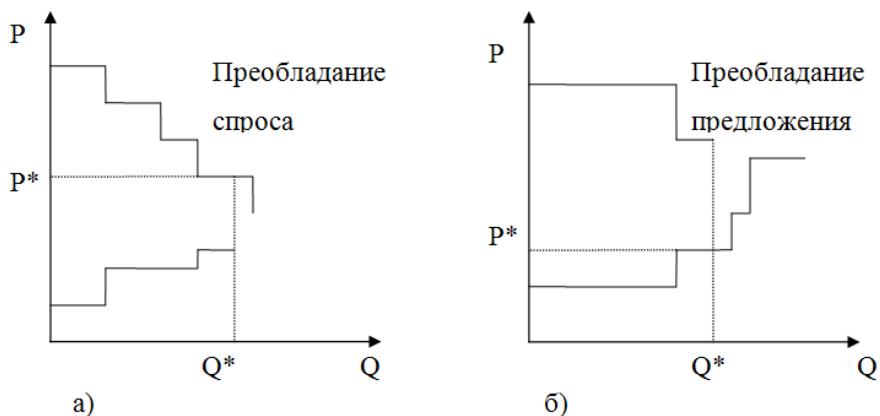 P
Преобладание
спроса
P*
Q*
Q
а)
P
Преобладание
предложения
P*
Q*
Q
б)